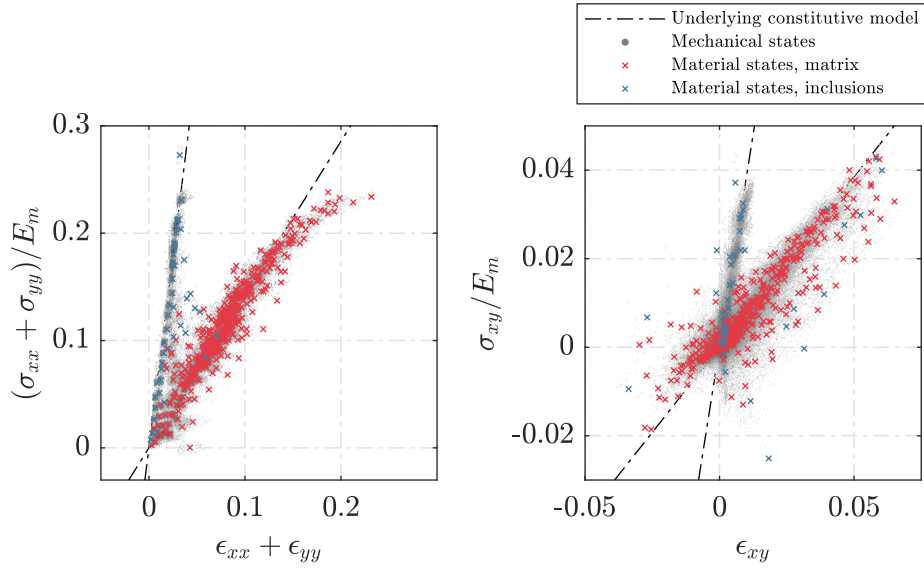 Underlying constitutive model
Mechanical states
Material states, matrix
Material states, inclusions
0.3
0.2
0.1
0
(σxx + σyy)/Em
0 0.1 0.2
ϵxx + ϵyy
0.04
0.02
0
-0.02
σxy/Em
-0.05 0 0.05
ϵxy